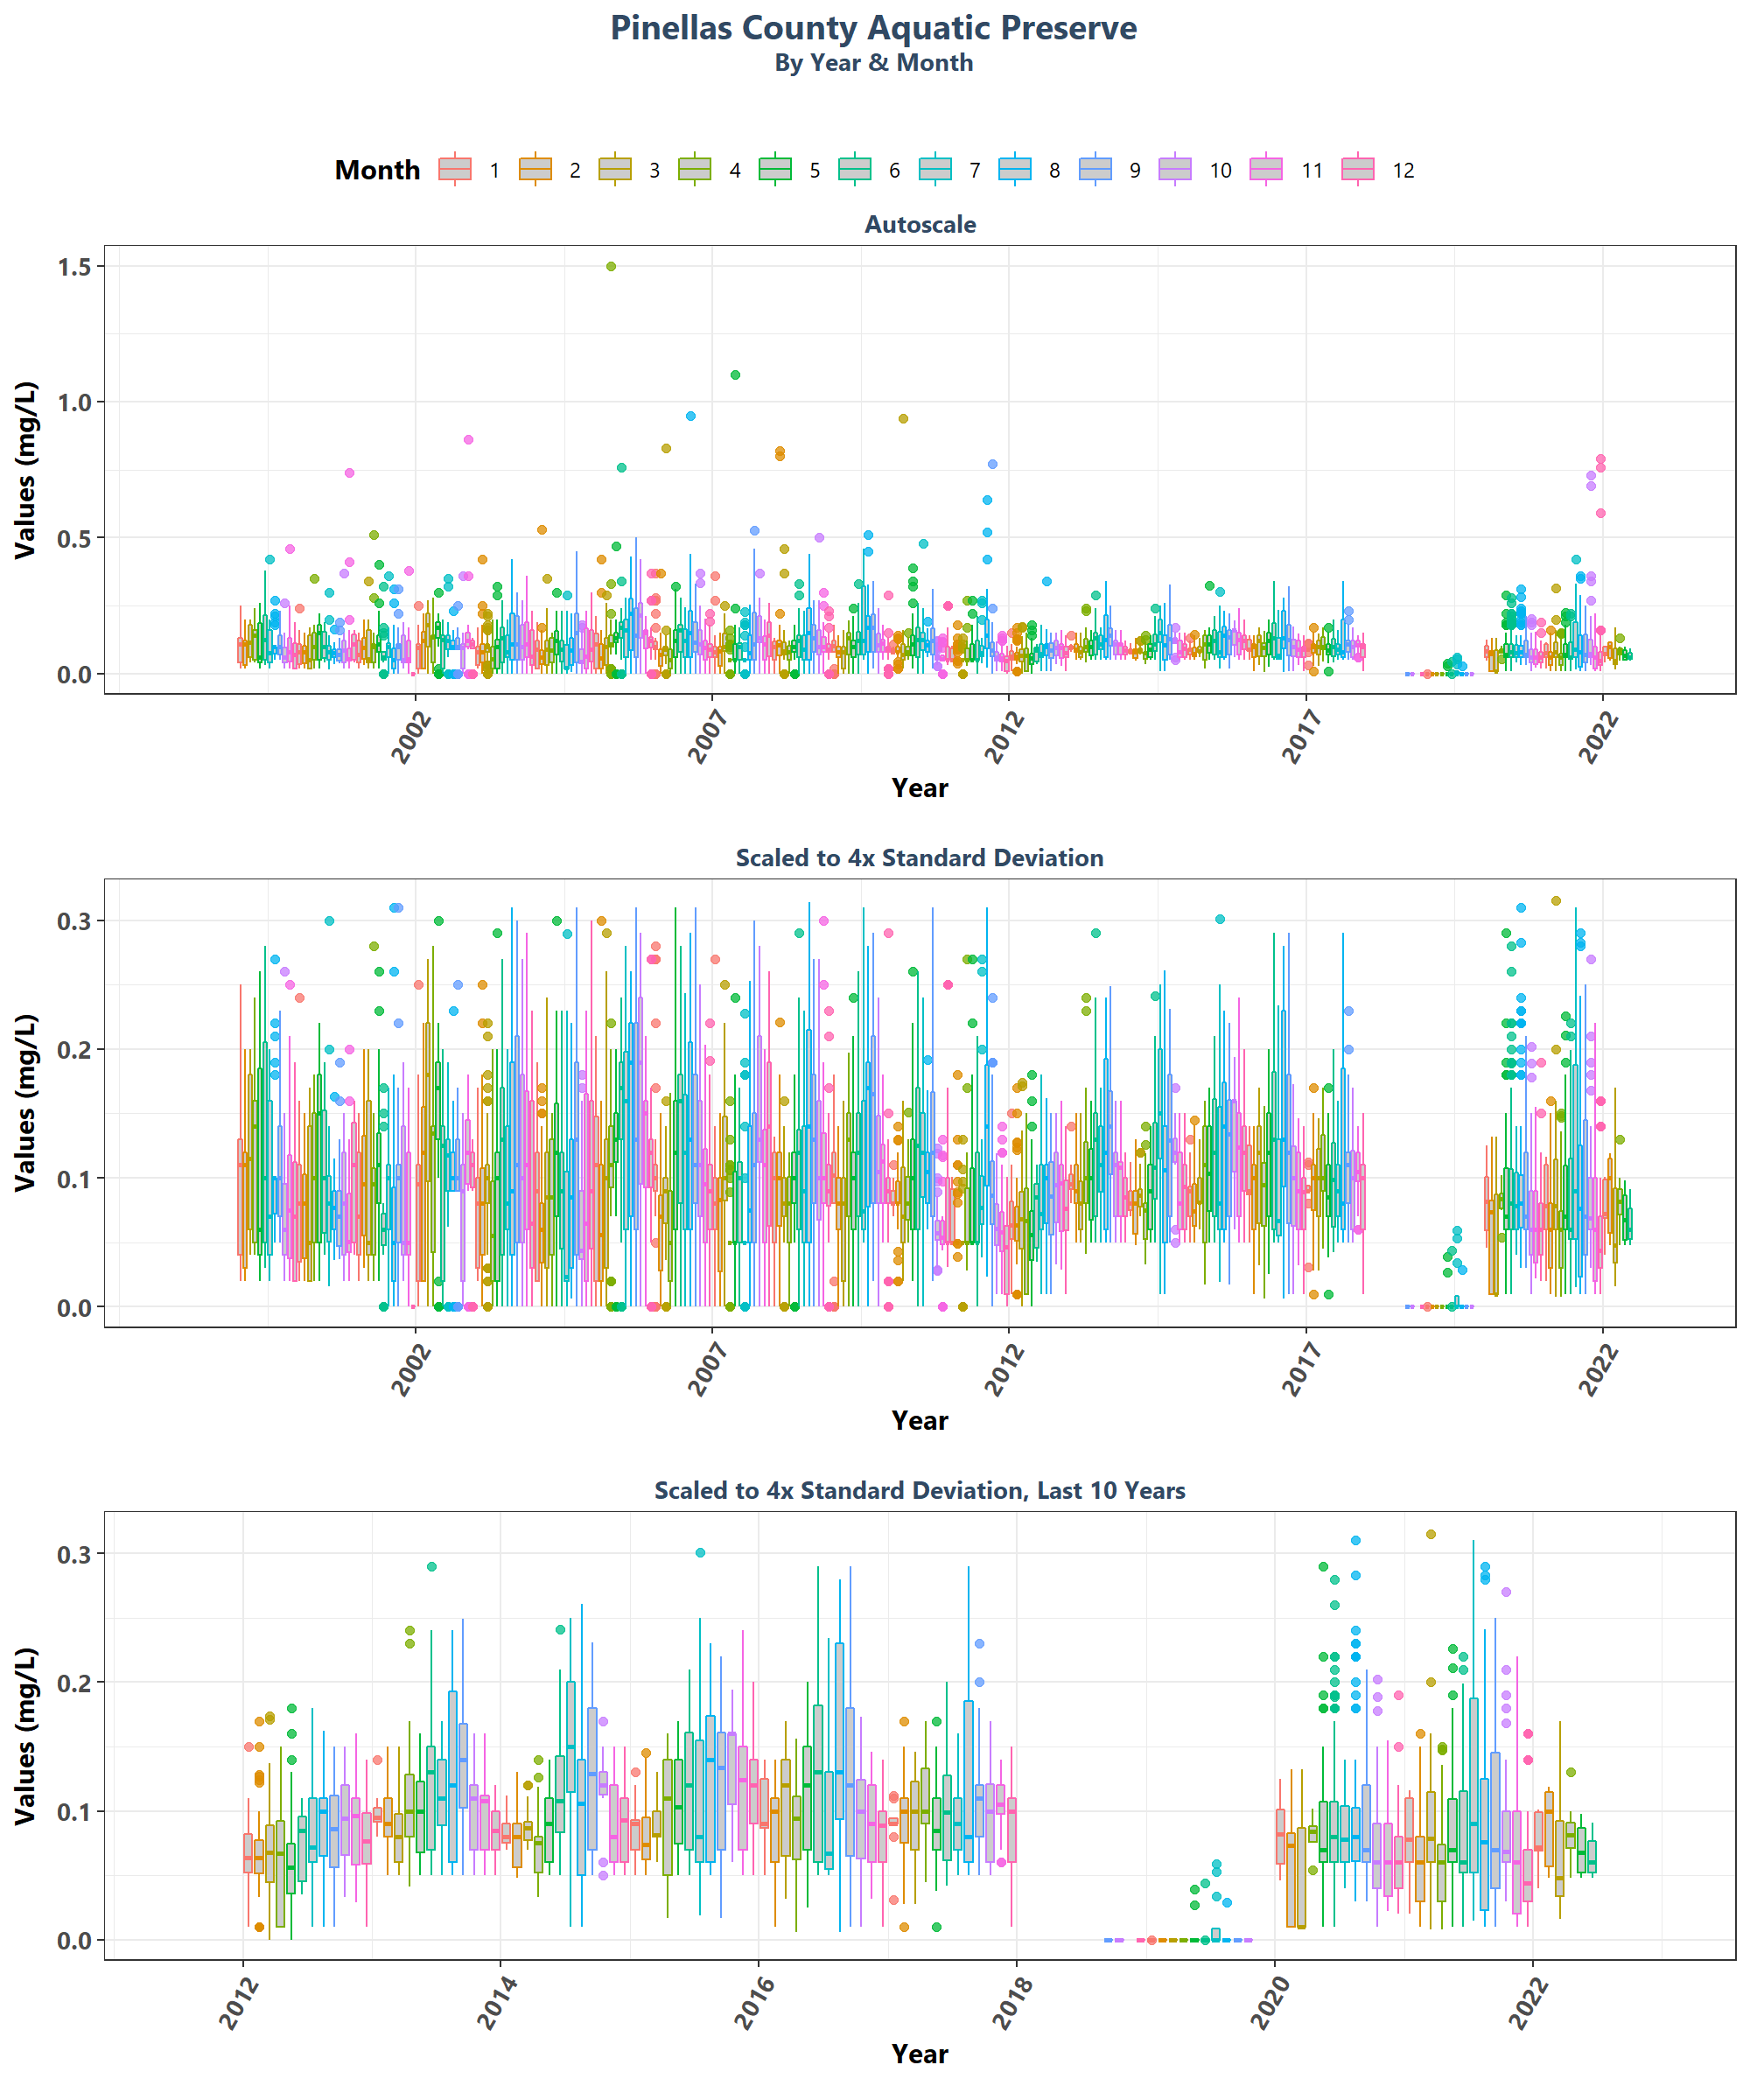 Pinellas County Aquatic Preserve
By Year & Month
Month 1 2 3 4 5 6 7 8 9 10 11 12
Autoscale
Values (mg/L)
1.5
1.0
0.5
0.0
2002 2007 2012 2017 2022
Year
Scaled to 4x Standard Deviation
Values (mg/L)
0.3
0.2
0.1
0.0
2002 2007 2012 2017 2022
Year
Scaled to 4x Standard Deviation, Last 10 Years
Values (mg/L)
0.3
0.2
0.1
0.0
2012 2014 2016 2018 2020 2022
Year